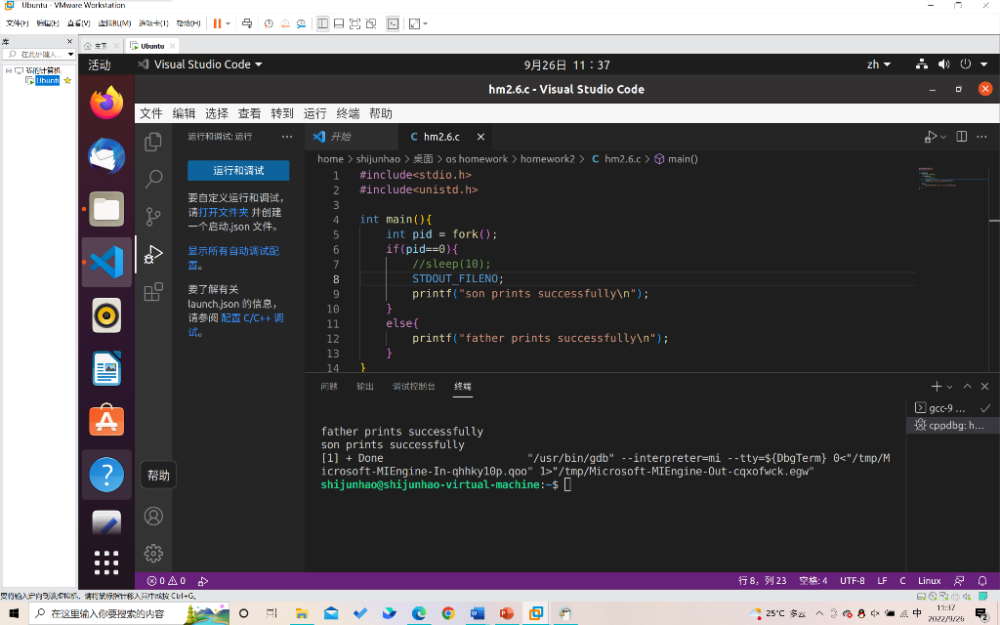 Ubuntu - VMware Workstation
文件(F) 编辑(E) 查看(V) 虚拟机(M) 选项卡(T) 帮助(H)
库
在此处键入...
我的计算机
Ubuntu
主页
Ubuntu
活动
Visual Studio Code
9月26日 11：37
zh
hm2.6.c - Visual Studio Code
文件 编辑 选择 查看 转到 运行 终端 帮助
运行和调试: 运行
运行和调试
要自定义运行和调试，
请打开文件夹 并创建
一个启动.json 文件。
显示所有自动调试配
置。
要了解有关
launch.json 的信息，
请参阅 配置 C/C++ 调
试。
帮助
开始
C hm2.6.c
home > shijunhao > 桌面 > os homework > homework2 > C hm2.6.c > main()
1 #include<stdio.h>
2 #include<unistd.h>
3
4 int main(){
5 int pid = fork();
6 if(pid==0){
7 //sleep(10);
8 STDOUT_FILENO;
9 printf("son prints successfully\n");
10 }
11 else{
12 printf("father prints successfully\n");
13 }
14 }
问题 输出 调试控制台 终端
gcc-9 ...
cppdbg: h...
father prints successfully
son prints successfully
[1] + Done "/usr/bin/gdb" --interpreter=mi --tty=${DbgTerm} 0<"/tmp/M
icrosoft-MIEngine-In-qhhky10p.qoo" 1>"/tmp/Microsoft-MIEngine-Out-cqxofwck.egw"
shijunhao@shijunhao-virtual-machine:~$
0 0
行 8，列 23 空格: 4 UTF-8 LF C Linux
要将输入定向到该虚拟机，请将鼠标指针移入其中或按 Ctrl+G。
在这里输入你要搜索的内容
25°C 多云
中
11:37
2022/9/26
2